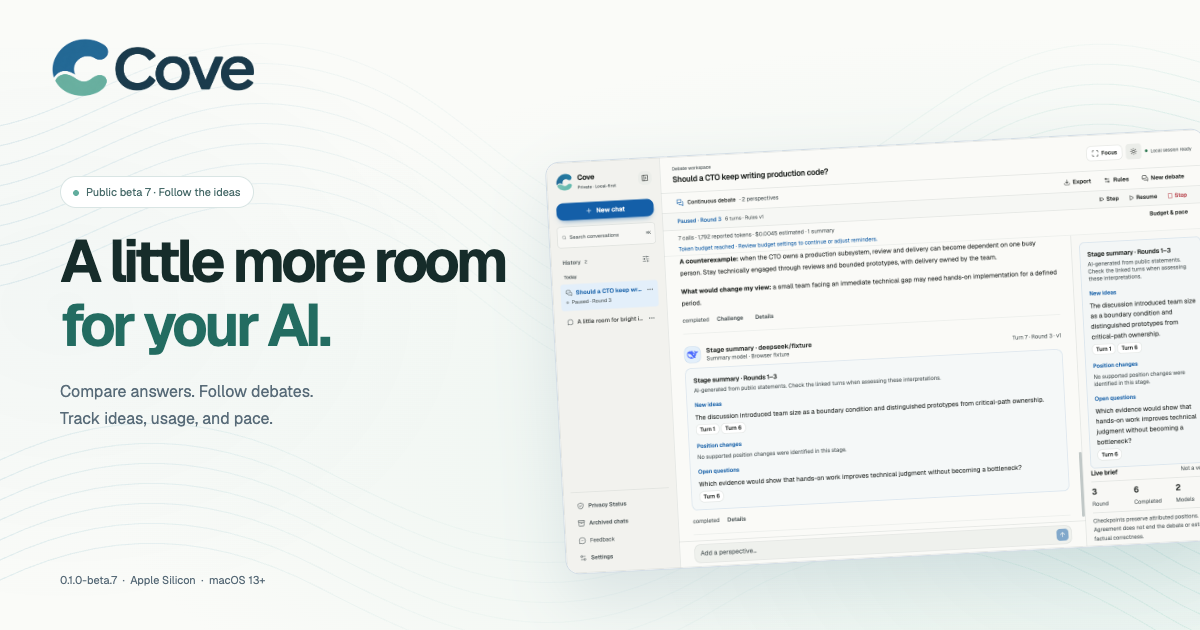 Cove
Public beta 7 · Follow the ideas
A little more room
for your AI.
Compare answers. Follow debates.
Track ideas, usage, and pace.
0.1.0-beta.7 · Apple Silicon · macOS 13+
Cove
Private · Local-first
+ New chat
Search conversations
History 2
Today
Should a CTO keep wr... ...
Paused · Round 3
A little room for bright i... ...
Privacy Status
Archived chats
Feedback
Settings
Debate workspace
Should a CTO keep writing production code?
Focus
Local session ready
Continuous debate · 2 perspectives
Export
Rules
New debate
Paused · Round 3 6 turns · Rules v1
Step
Resume
Stop
7 calls · 1,792 reported tokens · $0.0045 estimated · 1 summary
Budget & pace
Token budget reached · Review budget settings to continue or adjust reminders.
A counterexample: when the CTO owns a production subsystem, review and delivery can become dependent on one busy
person. Stay technically engaged through reviews and bounded prototypes, with delivery owned by the team.
What would change my view: a small team facing an immediate technical gap may need hands-on implementation for a defined
period.
completed Challenge Details
Stage summary · deepseek/fixture
Summary model · Browser fixture
Turn 7 · Round 3 · v1
Stage summary · Rounds 1–3
AI-generated from public statements. Check the linked turns when assessing these interpretations.
New ideas
The discussion introduced team size as a boundary condition and distinguished prototypes from critical-path ownership.
Turn 1 Turn 6
Position changes
No supported position changes were identified in this stage.
Open questions
Which evidence would show that hands-on work improves technical judgment without becoming a bottleneck?
Turn 6
completed Details
Add a perspective...
Stage summary · Rounds 1–3
AI-generated from public statements.
Check the linked turns when assessing
these interpretations.
New ideas
The discussion introduced team size
as a boundary condition and
distinguished prototypes from
critical-path ownership.
Turn 1 Turn 6
Position changes
No supported position changes were
identified in this stage.
Open questions
Which evidence would show that
hands-on work improves technical
judgment without becoming a
bottleneck?
Turn 6
Live brief
Not a
3 6 2
Round Completed Models
Checkpoints preserve attributed positions.
Agreement does not end the debate or
factual correctness.